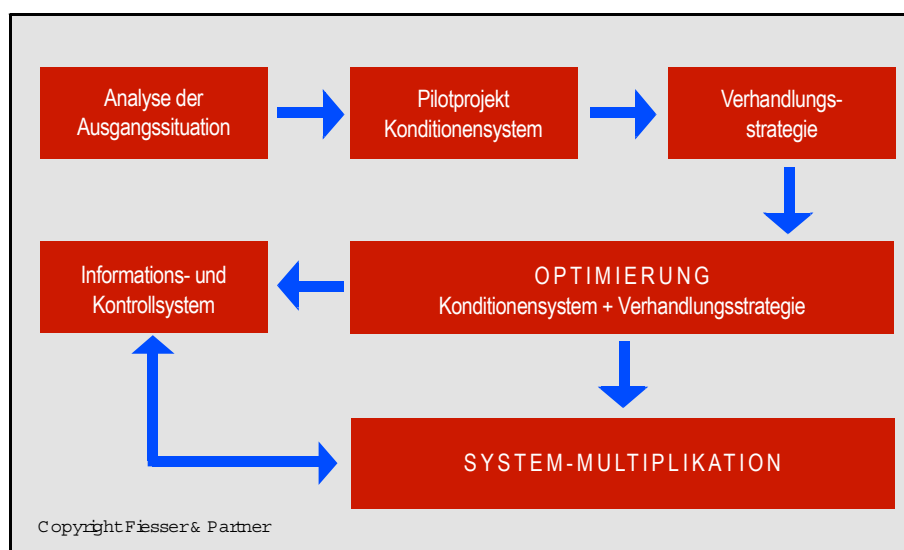 Analyse der
Ausgangssituation
Pilotprojekt
Konditionensystem
Verhandlungs-
strategie
Informations- und
Kontrollsystem
OPTIMIERUNG
Konditionensystem + Verhandlungsstrategie
SYSTEM-MULTIPLIKATION
Copyright Fiesser & Partner